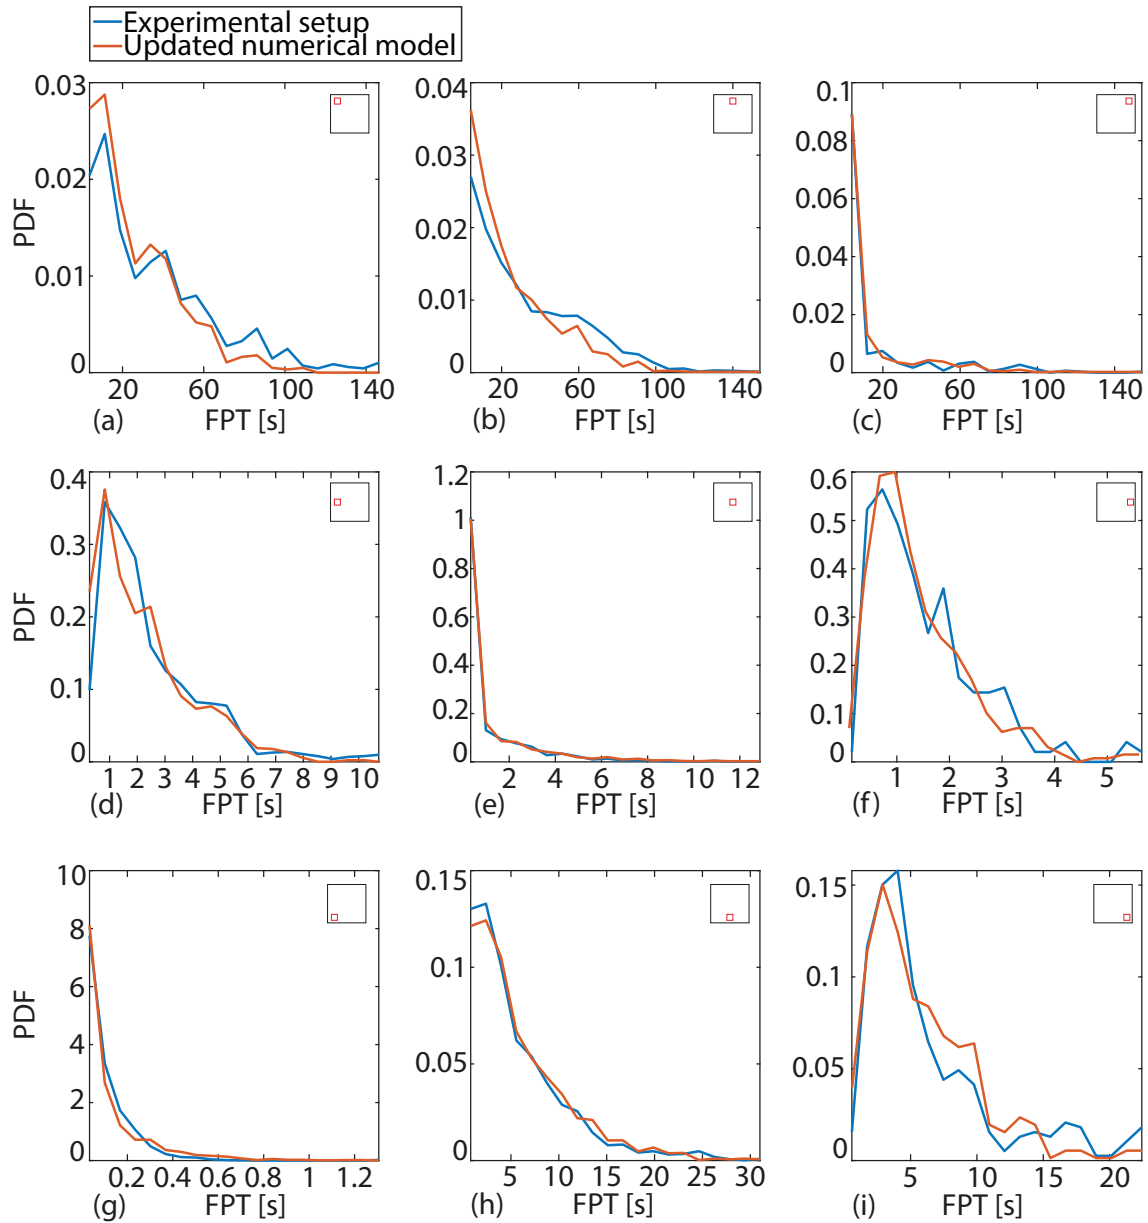 Experimental setup
Updated numerical model
0.03
0.02
0.01
0
PDF
20 60 100 140
(a) FPT [s]
0.04
0.03
0.02
0.01
0
20 60 100 140
(b) FPT [s]
0.1
0.08
0.06
0.04
0.02
0
20 60 100 140
(c) FPT [s]
0.4
0.3
0.2
0.1
0
PDF
1 2 3 4 5 6 7 8 9 10
(d) FPT [s]
1.2
1
0.8
0.6
0.4
0.2
0
2 4 6 8 10 12
(e) FPT [s]
0.6
0.5
0.4
0.3
0.2
0.1
0
1 2 3 4 5
(f) FPT [s]
10
8
6
4
2
0
PDF
0.2 0.4 0.6 0.8 1 1.2
(g) FPT [s]
0.15
0.1
0.05
0
5 10 15 20 25 30
(h) FPT [s]
0.15
0.1
0.05
0
5 10 15 20
(i) FPT [s]